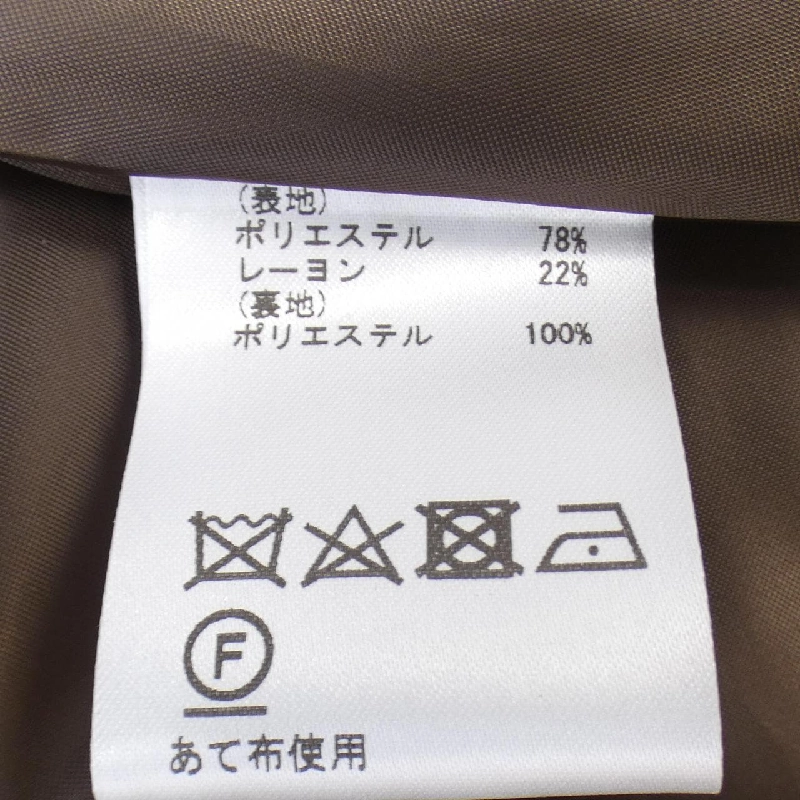 (表地)
ポリエステル 78%
レーヨン 22%
(裏地)
ポリエステル 100%
F
あて布使用